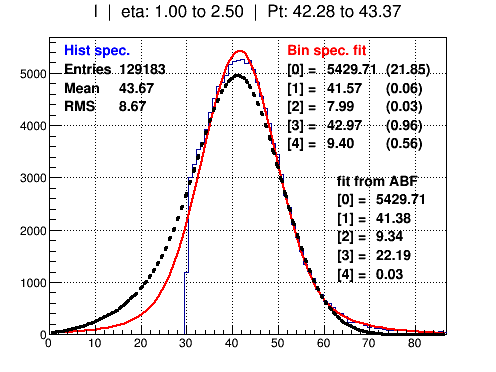 I | eta: 1.00 to 2.50 | Pt: 42.28 to 43.37
Hist spec.
Entries 129183
Mean 43.67
RMS 8.67
Bin spec. fit
[0] = 5429.71 (21.85)
[1] = 41.57 (0.06)
[2] = 7.99 (0.03)
[3] = 42.97 (0.96)
[4] = 9.40 (0.56)
fit from ABF
[0] = 5429.71
[1] = 41.38
[2] = 9.34
[3] = 22.19
[4] = 0.03
5000
4000
3000
2000
1000
0
0 10 20 30 40 50 60 70 80